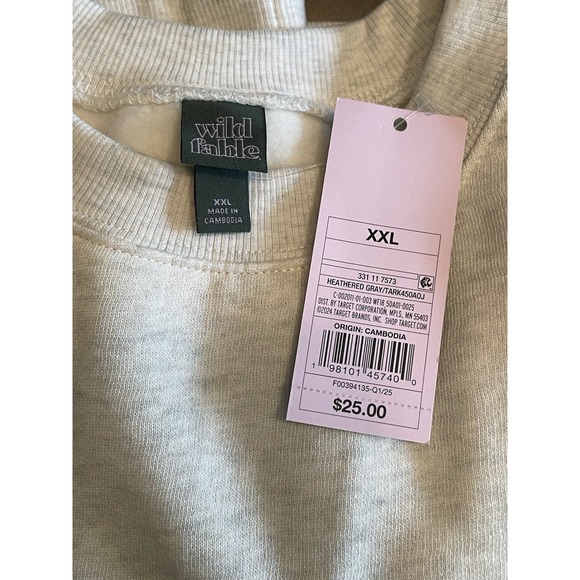 wild
fable
XXL
MADE IN
CAMBODIA
XXL
331 11 7573
HEATHERED GRAY/TARK450AOJ
C-002011-01-003 WF18_50A01-0025
DIST. BY TARGET CORPORATION, MPLS., MN 55403
©2024 TARGET BRANDS, INC. SHOP TARGET.COM
ORIGIN: CAMBODIA
1 98101 45740 0
F00394135-Q1/25
$25.00